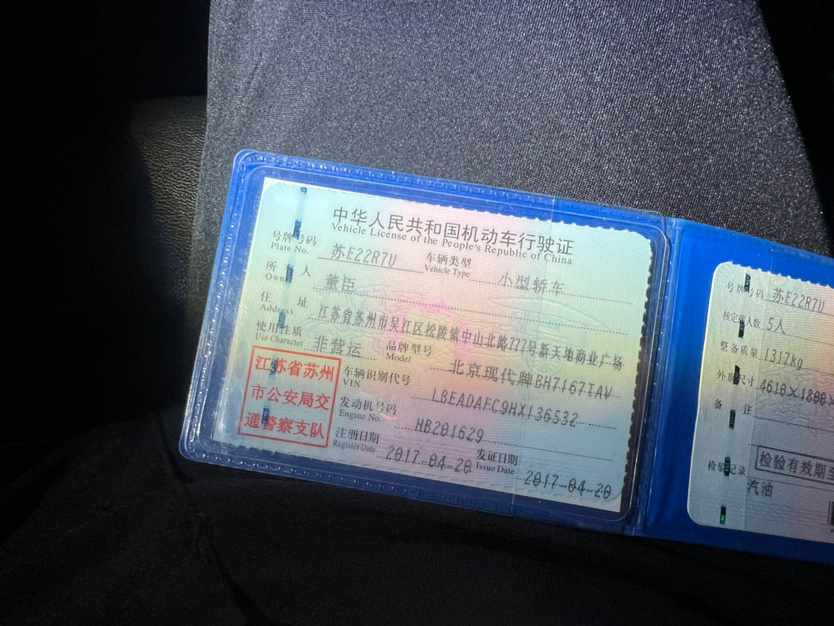 中华人民共和国机动车行驶证
Vehicle License of the People's Republic of China
号牌号码 苏E22R7U 车辆类型 小型轿车
Plate No. Vehicle Type
所 人 董臣
Owner
住 址 江苏省苏州市吴江区松陵镇中山北路777号新天地商业广场
Address
使用性质 非营运 品牌型号 北京现代牌BH7167TAV
Use Character Model
江苏省苏州
市公安局交
通警察支队
车辆识别代号 LBEADAFC9HX136532
VIN
发动机号码 HB201629
Engine No
注册日期 2017-04-20 发证日期 2017-04-20
Register Date Issue Date
号牌号码 苏E22R7U
核定载人数 5人
整备质量 1317kg
外廓尺寸 4610×1800×
备 注
检验记录
检验有效期至
汽油